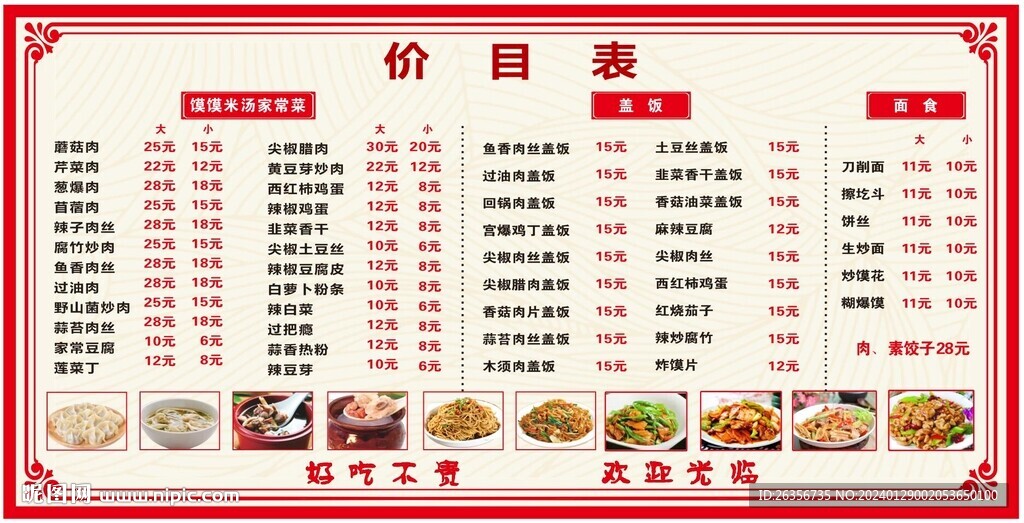 价 目 表
馍馍米汤家常菜
大 小
蘑菇肉 25元 15元
芹菜肉 22元 12元
葱爆肉 28元 18元
苜蓿肉 25元 15元
辣子肉丝 28元 18元
腐竹炒肉 25元 15元
鱼香肉丝 28元 18元
过油肉 28元 18元
野山菌炒肉 25元 15元
蒜苔肉丝 28元 18元
家常豆腐 10元 6元
莲菜丁 12元 8元
大 小
尖椒腊肉 30元 20元
黄豆芽炒肉 22元 12元
西红柿鸡蛋 12元 8元
辣椒鸡蛋 12元 8元
韭菜香干 12元 8元
尖椒土豆丝 10元 6元
辣椒豆腐皮 12元 8元
白萝卜粉条 10元 8元
辣白菜 10元 6元
过把瘾 12元 8元
蒜香热粉 12元 8元
辣豆芽 10元 6元
盖 饭
鱼香肉丝盖饭 15元
过油肉盖饭 15元
回锅肉盖饭 15元
宫爆鸡丁盖饭 15元
尖椒肉丝盖饭 15元
尖椒腊肉盖饭 15元
香菇肉片盖饭 15元
蒜苔肉丝盖饭 15元
木须肉盖饭 15元
土豆丝盖饭 15元
韭菜香干盖饭 15元
香菇油菜盖饭 15元
麻辣豆腐 12元
尖椒肉丝 15元
西红柿鸡蛋 15元
红烧茄子 15元
辣炒腐竹 15元
炸馍片 12元
面 食
大 小
刀削面 11元 10元
擦圪斗 11元 10元
饼丝 11元 10元
生炒面 11元 10元
炒馍花 11元 10元
糊爆馍 11元 10元
肉、素饺子28元
好吃不贵 欢迎光临
昵图网 www.nipic.com
ID:26356735 NO:20240129002053650100